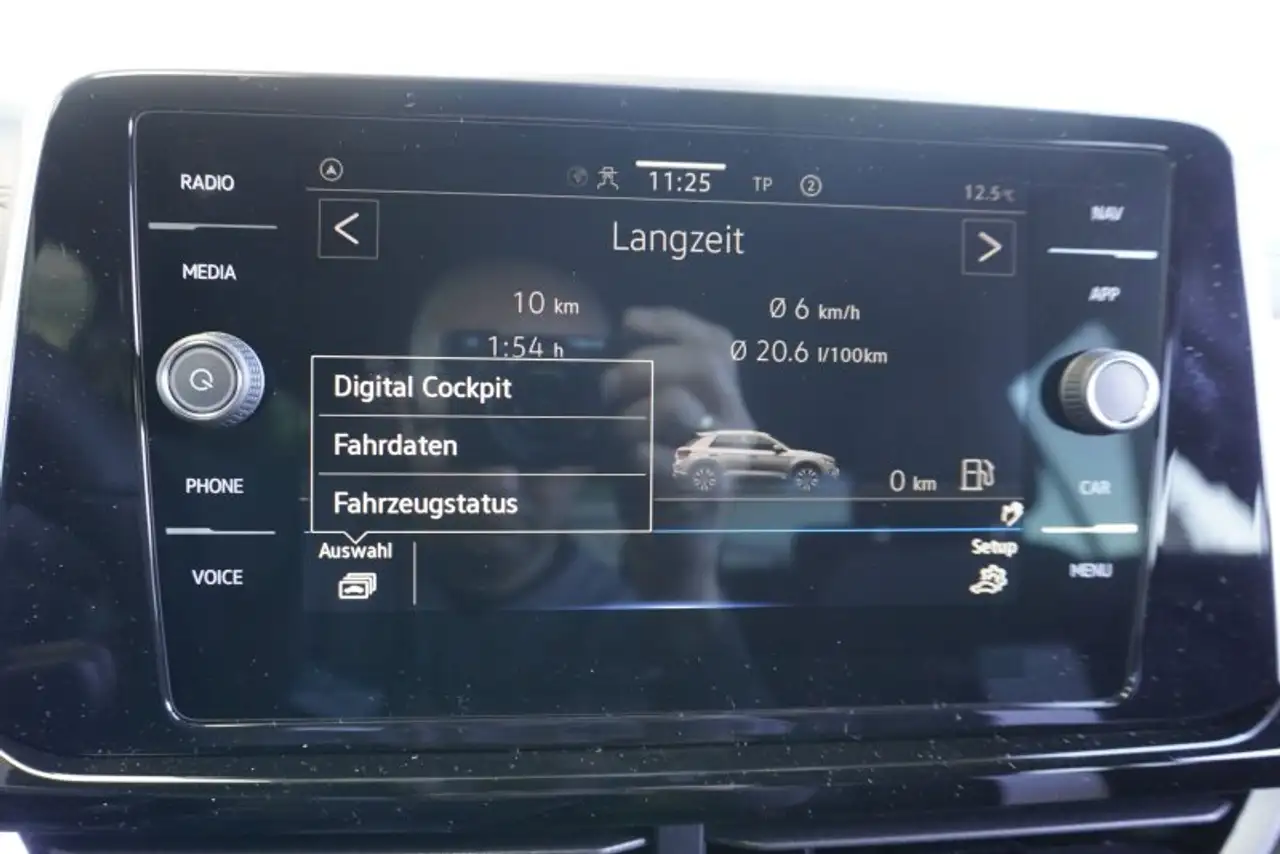 RADIO
MEDIA
PHONE
VOICE
11:25
TP
2
12.5°C
Langzeit
10 km
Ø 6 km/h
1:54 h
Ø 20.6 l/100km
Digital Cockpit
Fahrdaten
Fahrzeugstatus
0 km
Auswahl
Setup
NAV
APP
CAR
MENU